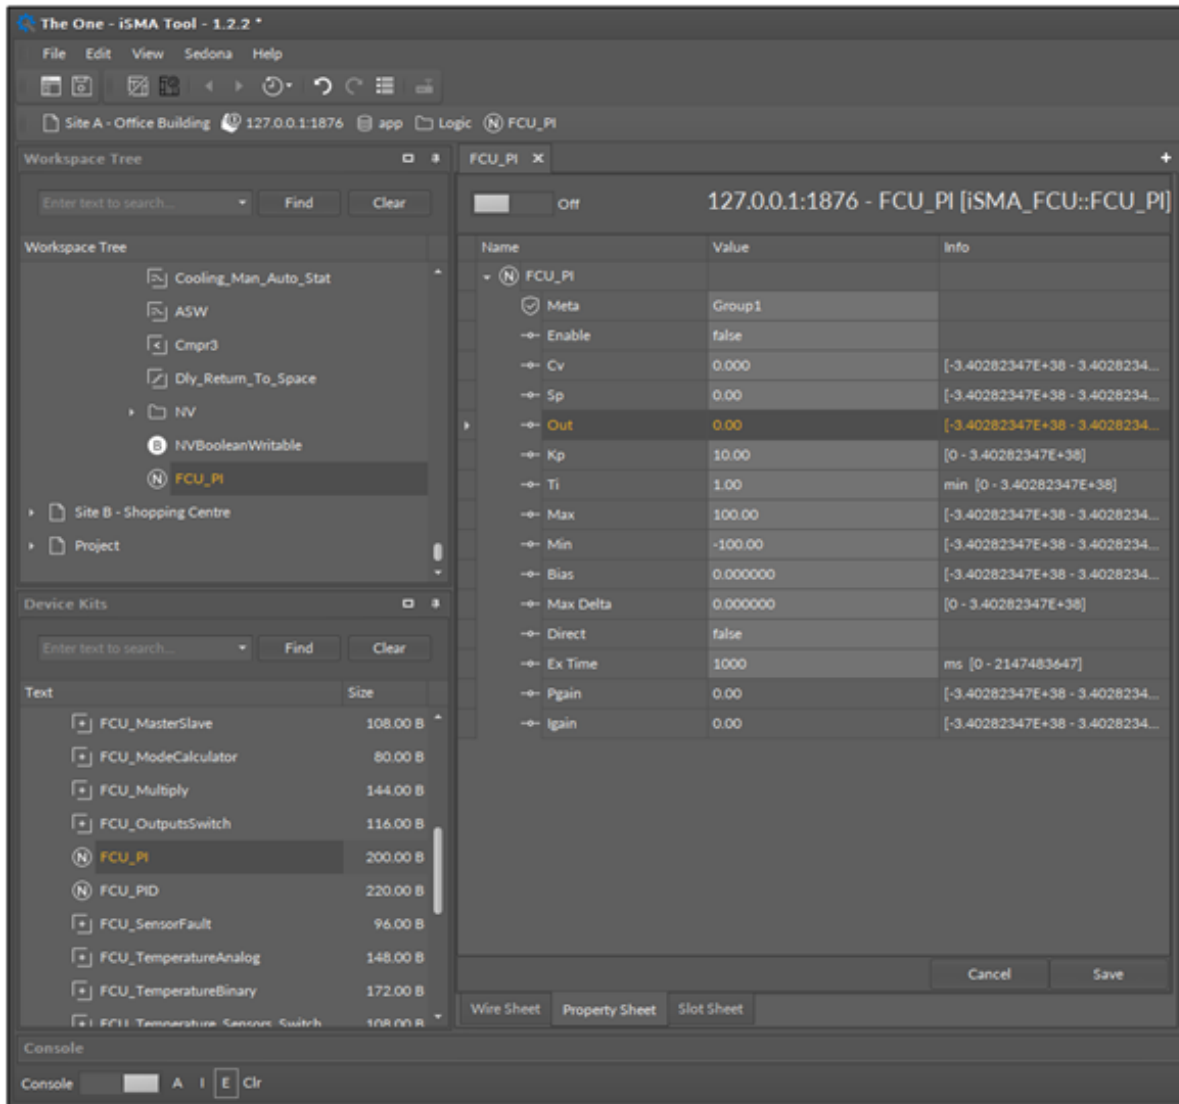 The One - iSMA Tool - 1.2.2 *
File Edit View Sedona Help
Site A - Office Building 127.0.0.1:1876 app Logic N FCU_PI
Workspace Tree
Enter text to search... Find Clear
Workspace Tree
Cooling_Man_Auto_Stat
ASW
Cmpr3
Dly_Return_To_Space
NV
B NVBooleanWritable
N FCU_PI
Site B - Shopping Centre
Project
Device Kits
Enter text to search... Find Clear
Text Size
FCU_MasterSlave 108.00 B
FCU_ModeCalculator 80.00 B
FCU_Multiply 144.00 B
FCU_OutputsSwitch 116.00 B
N FCU_PI 200.00 B
N FCU_PID 220.00 B
FCU_SensorFault 96.00 B
FCU_TemperatureAnalog 148.00 B
FCU_TemperatureBinary 172.00 B
FCU_Temperature_Sensors_Switch 108.00 B
FCU_PI
Off 127.0.0.1:1876 - FCU_PI [iSMA_FCU::FCU_PI]
Name Value Info
N FCU_PI
Meta Group1
Enable false
Cv 0.000 [-3.40282347E+38 - 3.4028234...
Sp 0.00 [-3.40282347E+38 - 3.4028234...
Out 0.00 [-3.40282347E+38 - 3.4028234...
Kp 10.00 [0 - 3.40282347E+38]
Ti 1.00 min [0 - 3.40282347E+38]
Max 100.00 [-3.40282347E+38 - 3.4028234...
Min -100.00 [-3.40282347E+38 - 3.4028234...
Bias 0.000000 [-3.40282347E+38 - 3.4028234...
Max Delta 0.000000 [0 - 3.40282347E+38]
Direct false
Ex Time 1000 ms [0 - 2147483647]
Pgain 0.00 [-3.40282347E+38 - 3.4028234...
Igain 0.00 [-3.40282347E+38 - 3.4028234...
Cancel Save
Wire Sheet Property Sheet Slot Sheet
Console
Console A I E Clr